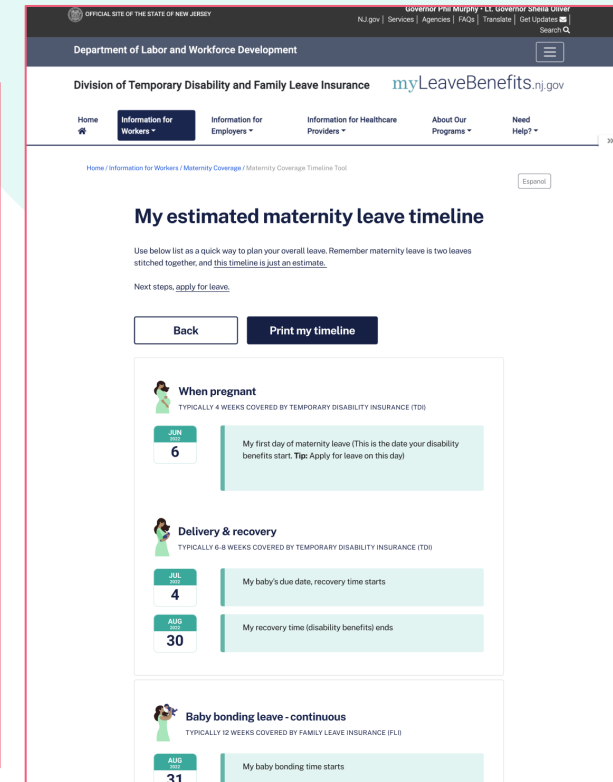 OFFICIAL SITE OF THE STATE OF NEW JERSEY
Governor Phil Murphy • Lt. Governor Sheila Oliver
NJ.gov | Services | Agencies | FAQs | Translate | Get Updates
Search
Department of Labor and Workforce Development
Division of Temporary Disability and Family Leave Insurance
myLeaveBenefits.nj.gov
Home
Information for Workers
Information for Employers
Information for Healthcare Providers
About Our Programs
Need Help?
»
Home / Information for Workers / Maternity Coverage / Maternity Coverage Timeline Tool
Espanol
My estimated maternity leave timeline
Use below list as a quick way to plan your overall leave. Remember maternity leave is two leaves
stitched together, and this timeline is just an estimate.
Next steps, apply for leave.
Back
Print my timeline
When pregnant
TYPICALLY 4 WEEKS COVERED BY TEMPORARY DISABILITY INSURANCE (TDI)
JUN
2022
6
My first day of maternity leave (This is the date your disability
benefits start. Tip: Apply for leave on this day)
Delivery & recovery
TYPICALLY 6-8 WEEKS COVERED BY TEMPORARY DISABILITY INSURANCE (TDI)
JUL
2022
4
My baby's due date, recovery time starts
AUG
2022
30
My recovery time (disability benefits) ends
Baby bonding leave - continuous
TYPICALLY 12 WEEKS COVERED BY FAMILY LEAVE INSURANCE (FLI)
AUG
2022
31
My baby bonding time starts